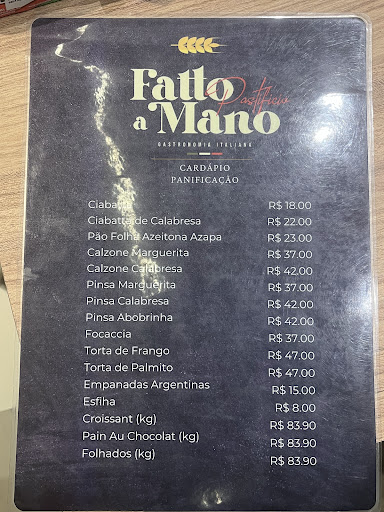 Fatto
Pastifício
a Mano
GASTRONOMIA ITALIANA
CARDÁPIO
PANIFICAÇÃO
Ciabatta R$ 18.00
Ciabatta de Calabresa R$ 22.00
Pão Folha Azeitona Azapa R$ 23.00
Calzone Marguerita R$ 37.00
Calzone Calabresa R$ 42.00
Pinsa Marguerita R$ 37.00
Pinsa Calabresa R$ 42.00
Pinsa Abobrinha R$ 42.00
Focaccia R$ 37.00
Torta de Frango R$ 47.00
Torta de Palmito R$ 47.00
Empanadas Argentinas R$ 15.00
Esfiha R$ 8.00
Croissant (kg) R$ 83.90
Pain Au Chocolat (kg) R$ 83.90
Folhados (kg) R$ 83.90